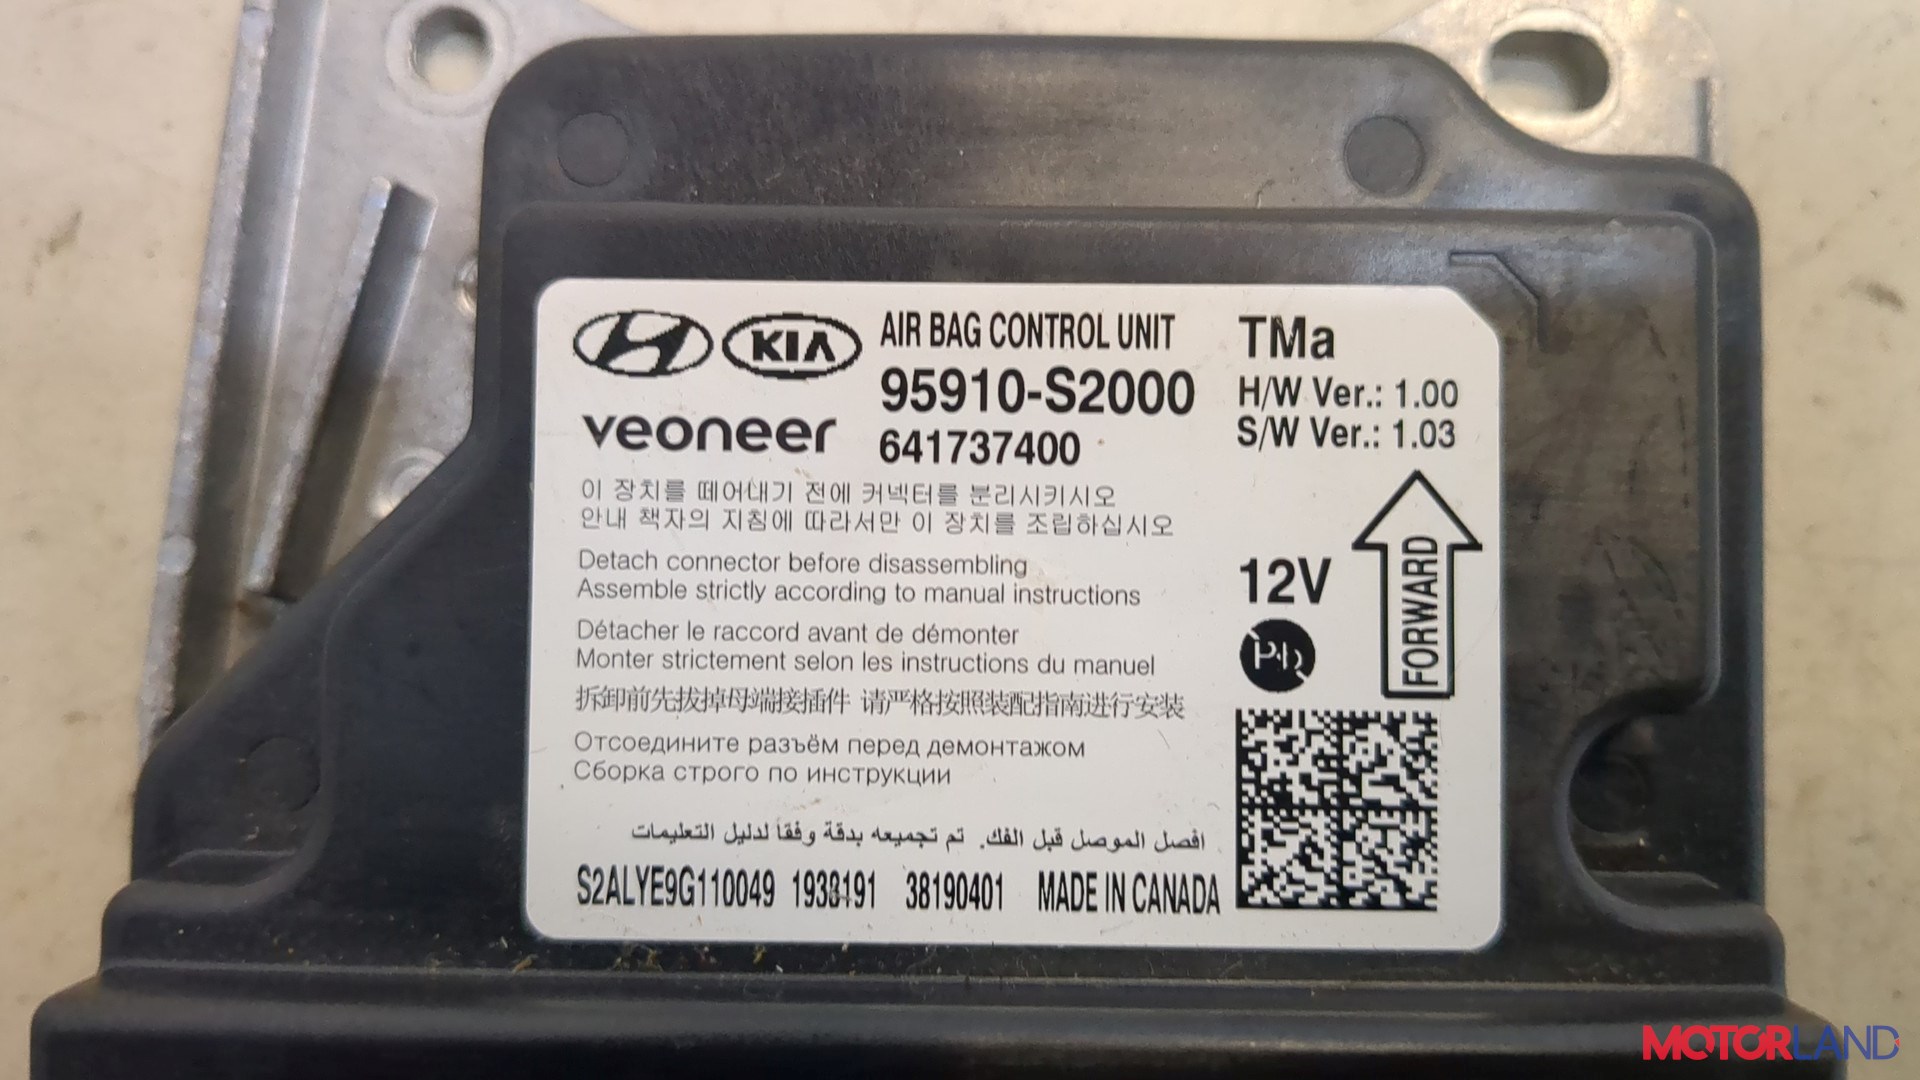 KIA
AIR BAG CONTROL UNIT
TMa
95910-S2000
H/W Ver.: 1.00
veoneer
641737400
S/W Ver.: 1.03
이 장치를 떼어내기 전에 커넥터를 분리시키시오
안내 책자의 지침에 따라서만 이 장치를 조립하십시오
Detach connector before disassembling
Assemble strictly according to manual instructions
12V
FORWARD
Détacher le raccord avant de démonter
Monter strictement selon les instructions du manuel
拆卸前先拔掉母端接插件 请严格按照装配指南进行安装
Отсоедините разъём перед демонтажом
Сборка строго по инструкции
افصل الموصل قبل الفك. تم تجميعه بدقة وفقا لدليل التعليمات
S2ALYE9G110049 1938191 38190401 MADE IN CANADA
MOTORLAND